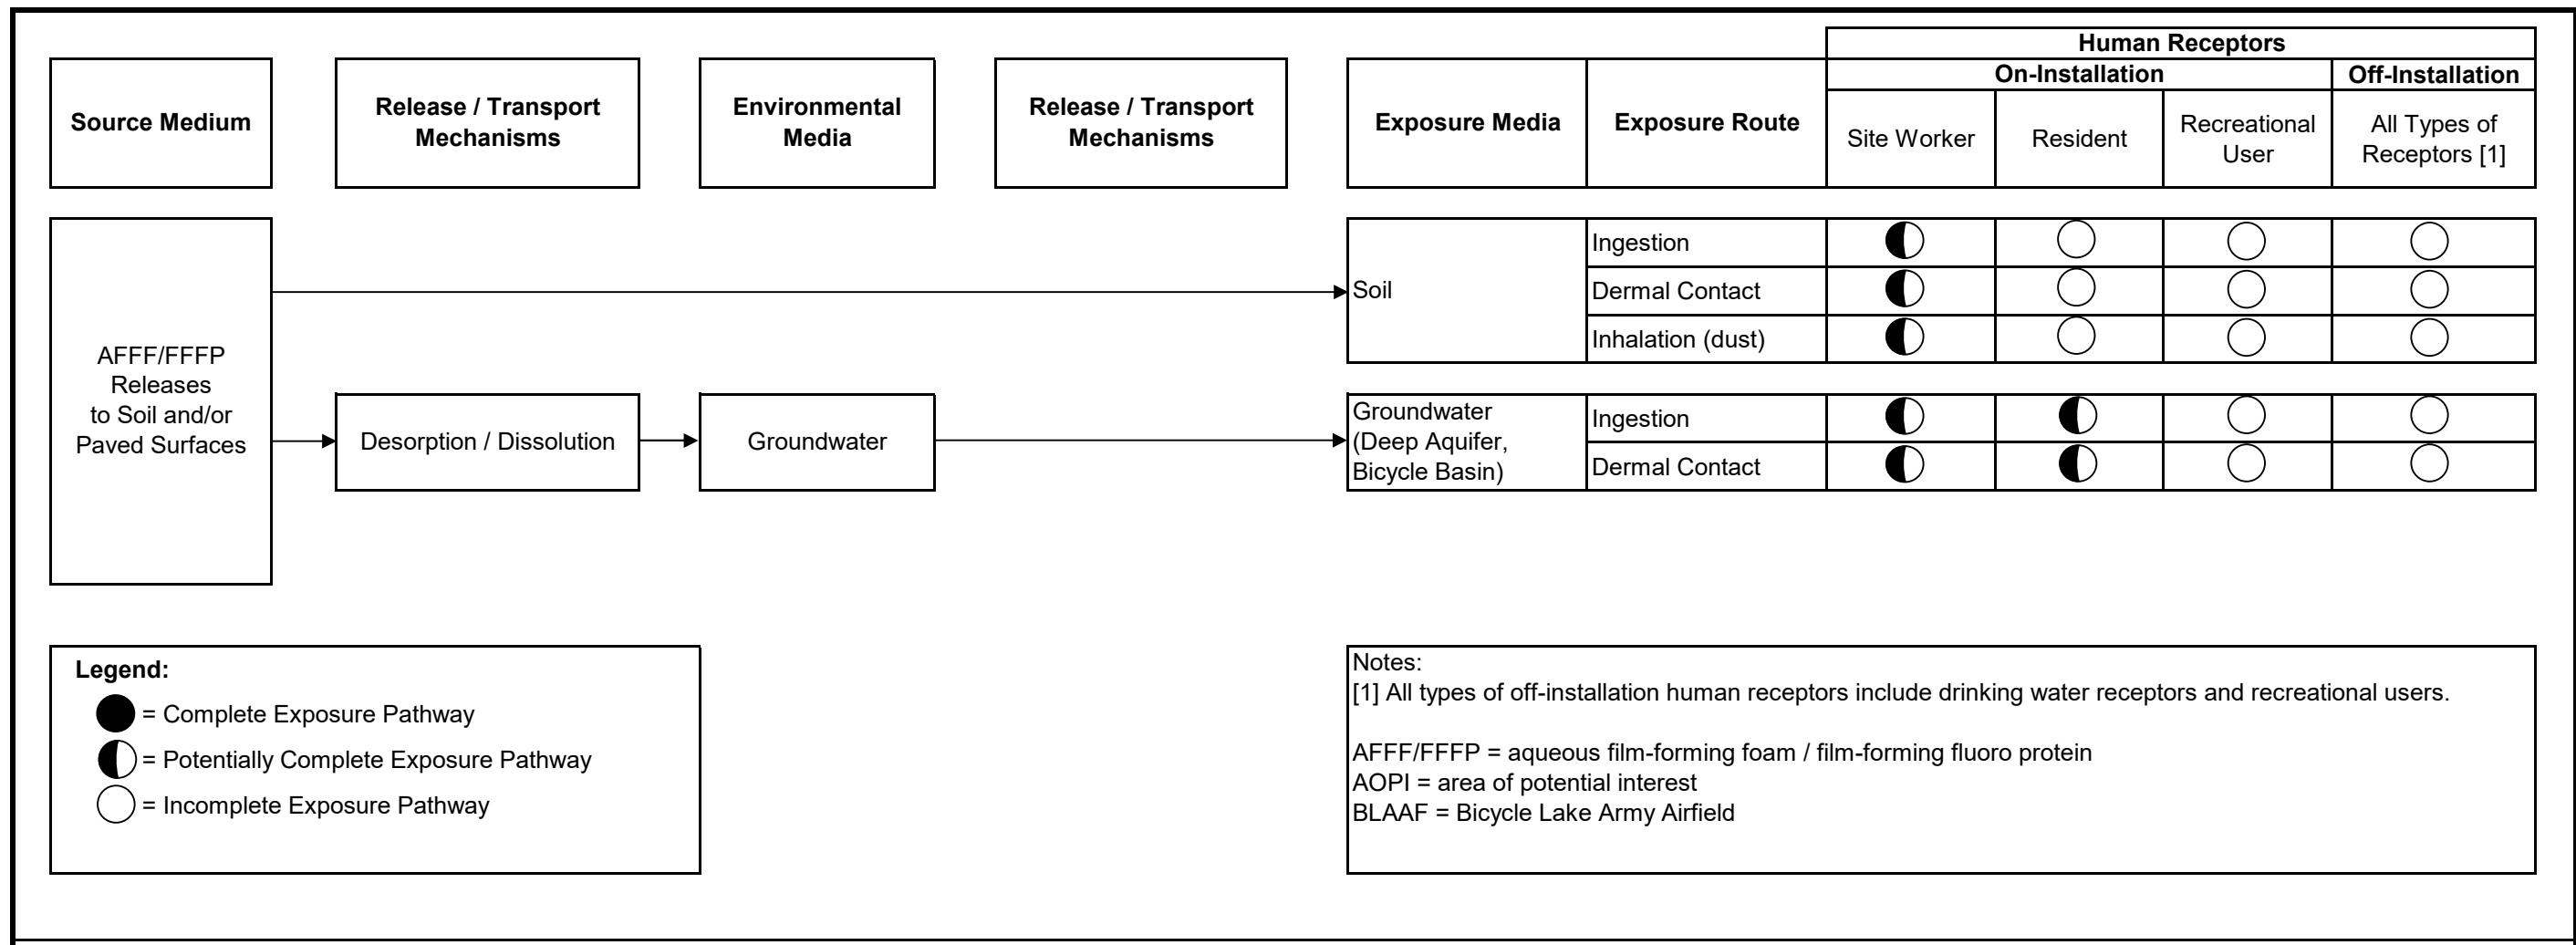 Human Receptors
On-Installation
Off-Installation
Source Medium
Release / Transport
Mechanisms
Environmental
Media
Release / Transport
Mechanisms
Exposure Media
Exposure Route
Site Worker
Resident
Recreational
User
All Types of
Receptors [1]
AFFF/FFFP
Releases
to Soil and/or
Paved Surfaces
Soil
Ingestion
Dermal Contact
Inhalation (dust)
Desorption / Dissolution
Groundwater
Groundwater
(Deep Aquifer,
Bicycle Basin)
Ingestion
Dermal Contact
Legend:
= Complete Exposure Pathway
= Potentially Complete Exposure Pathway
= Incomplete Exposure Pathway
Notes:
[1] All types of off-installation human receptors include drinking water receptors and recreational users.
AFFF/FFFP = aqueous film-forming foam / film-forming fluoro protein
AOPI = area of potential interest
BLAAF = Bicycle Lake Army Airfield